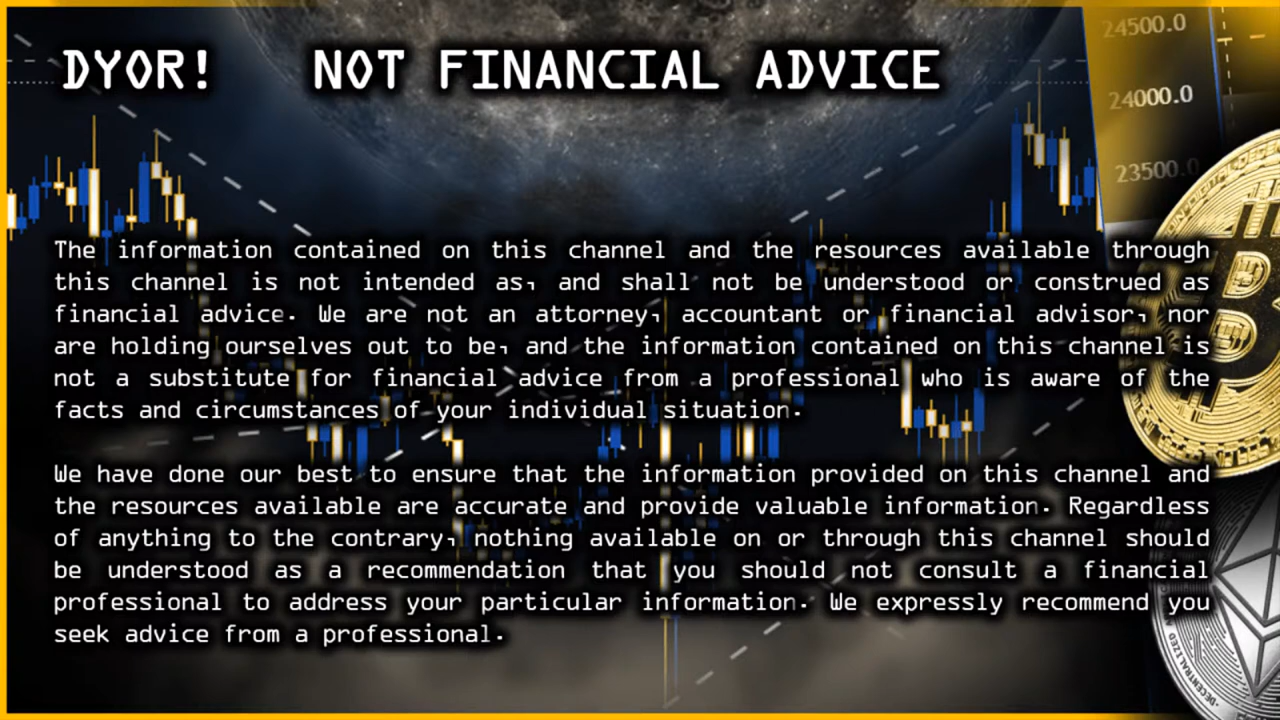 DYOR! NOT FINANCIAL ADVICE
24500.0
24000.0
23500.0
The information contained on this channel and the resources available through
this channel is not intended as, and shall not be understood or construed as
financial advice. We are not an attorney, accountant or financial advisor, nor
are holding ourselves out to be, and the information contained on this channel is
not a substitute for financial advice from a professional who is aware of the
facts and circumstances of your individual situation.
We have done our best to ensure that the information provided on this channel and
the resources available are accurate and provide valuable information. Regardless
of anything to the contrary, nothing available on or through this channel should
be understood as a recommendation that you should not consult a financial
professional to address your particular information. We expressly recommend you
seek advice from a professional.
DECENTRALIZED